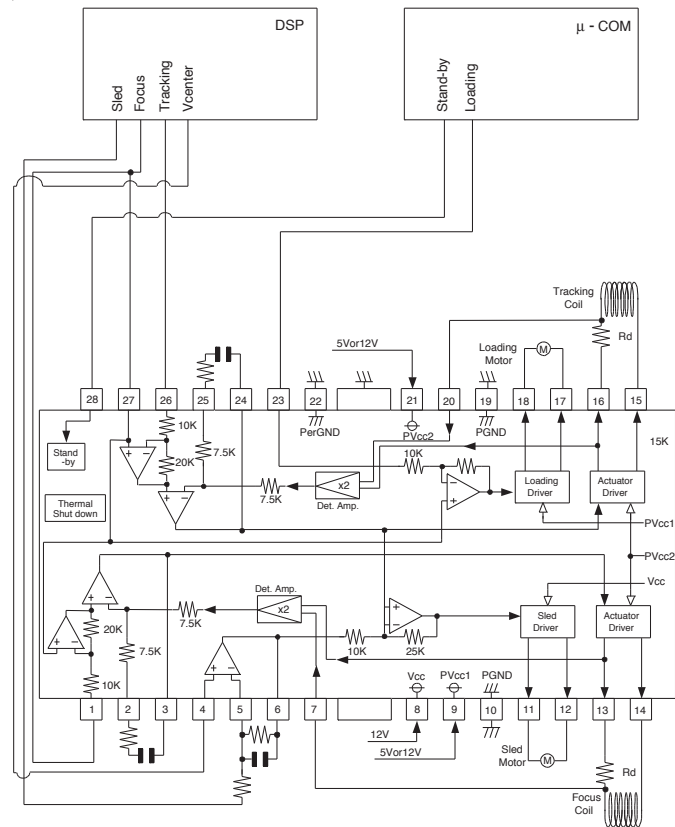 DSP
μ - COM
Sled
Focus
Tracking
Vcenter
Stand-by
Loading
Tracking
Coil
5Vor12V
Loading
Motor
M
Rd
28
27
26
25
24
23
22
21
20
19
18
17
16
15
PerGND
PVcc2
PGND
10K
15K
Stand
-by
+ -
20K
7.5K
+ -
7.5K
x2
Det. Amp.
10K
-
+
Loading
Driver
Actuator
Driver
Thermal
Shut down
PVcc1
PVcc2
Vcc
+ -
Det. Amp.
x2
7.5K
+
-
Sled
Driver
Actuator
Driver
+ -
20K
7.5K
+ -
10K
25K
10K
Vcc
PVcc1
PGND
1
2
3
4
5
6
7
8
9
10
11
12
13
14
12V
5Vor12V
Sled
Motor
M
Rd
Focus
Coil